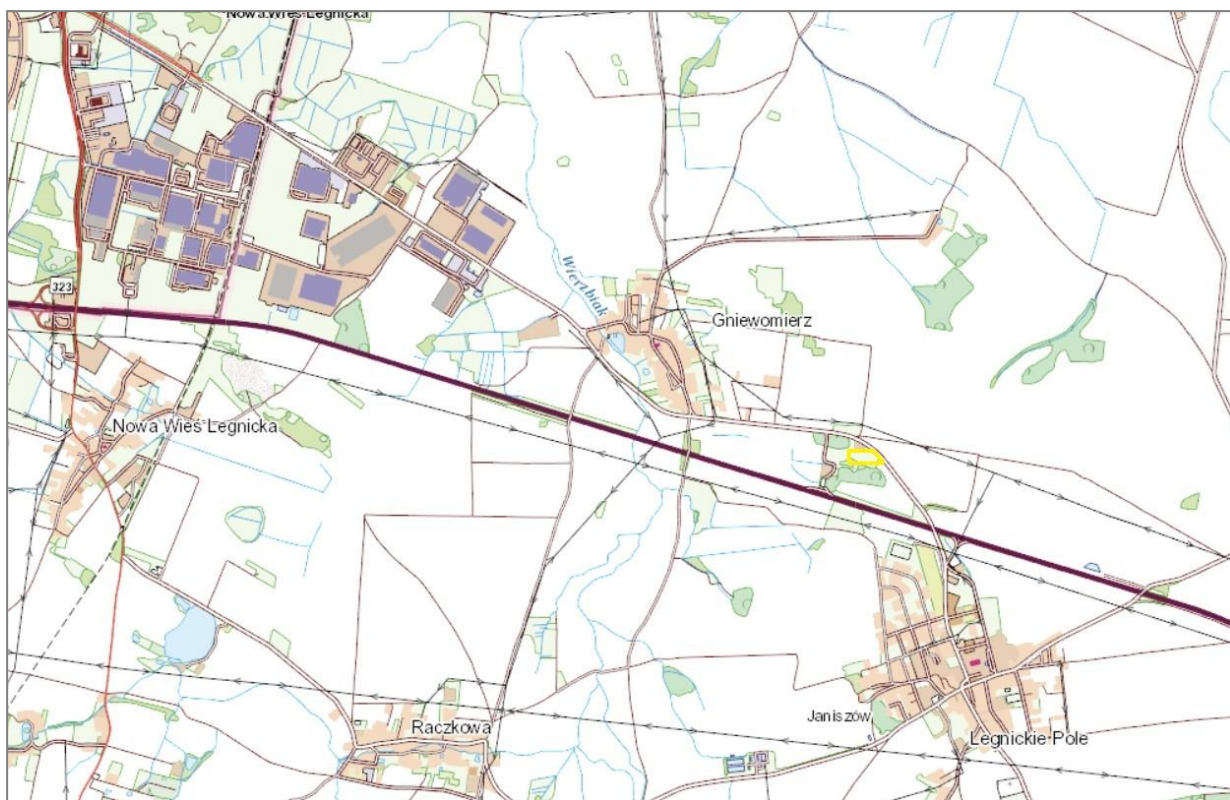 Nowa Wieś Legnicka
323
Wierzbiak
Gniewomierz
Nowa Wieś Legnicka
Raczkowa
Janiszów
Legnickie Pole